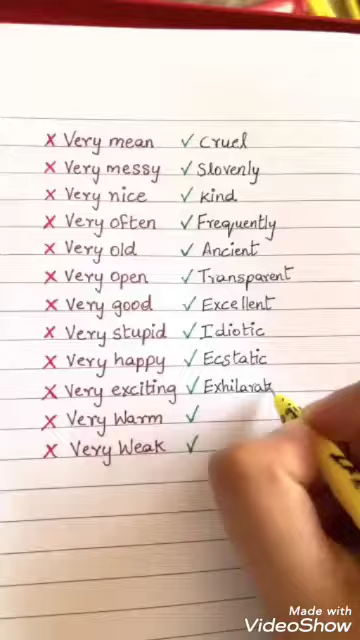 ✗ Very mean ✓ Cruel
✗ Very messy ✓ Slovenly
✗ Very nice ✓ kind
✗ Very often ✓ Frequently
✗ Very old ✓ Ancient
✗ Very open ✓ Transparent
✗ Very good ✓ Excellent
✗ Very stupid ✓ Idiotic
✗ Very happy ✓ Ecstatic
✗ Very exciting ✓ Exhilarat
✗ Very Warm ✓
✗ Very Weak ✓
Made with
VideoShow